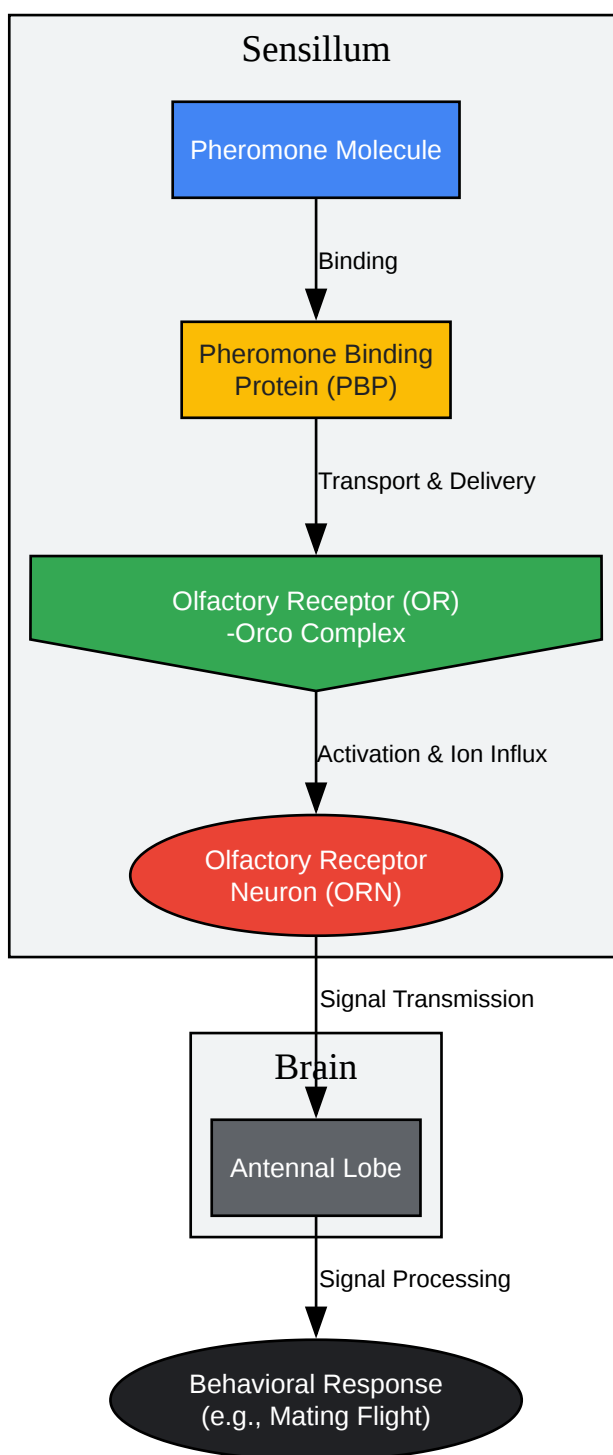 Sensillum
Pheromone Molecule
Binding
Pheromone Binding
Protein (PBP)
Transport & Delivery
Olfactory Receptor (OR)
-Orco Complex
Activation & Ion Influx
Olfactory Receptor
Neuron (ORN)
Signal Transmission
Brain
Antennal Lobe
Signal Processing
Behavioral Response
(e.g., Mating Flight)